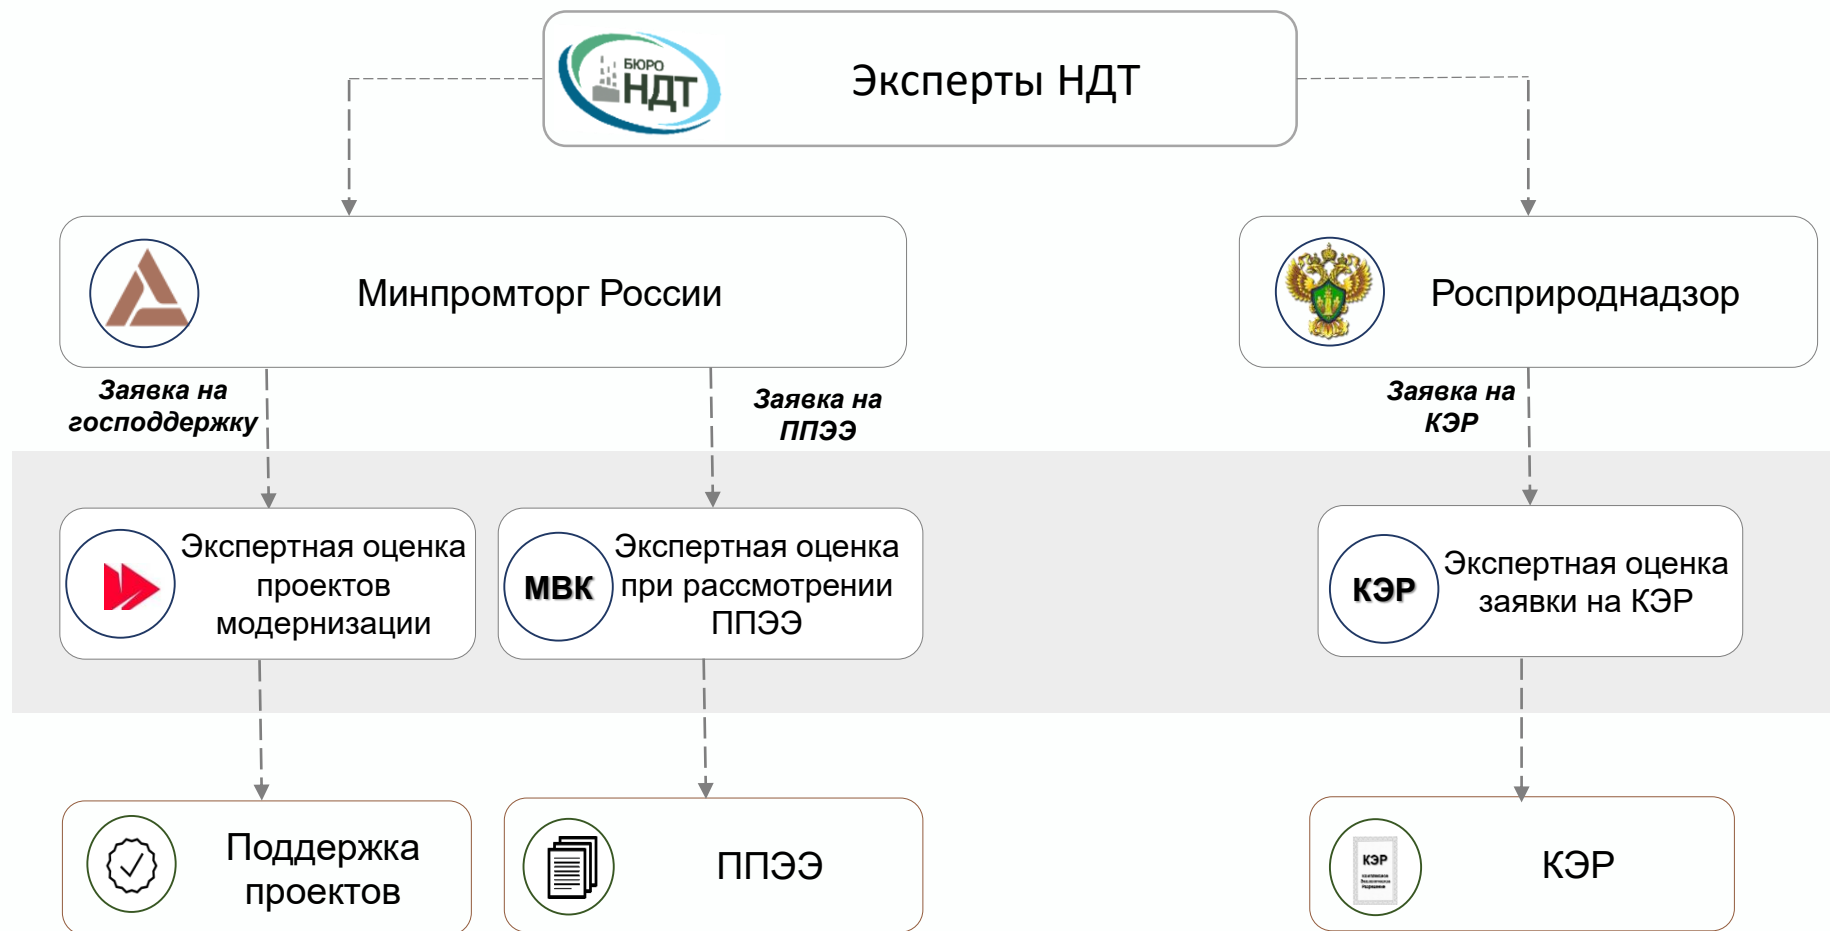 БЮРО
НДТ
Эксперты НДТ
Минпромторг России
Росприроднадзор
Заявка на
господдержку
Заявка на
ППЭЭ
Заявка на
КЭР
Экспертная оценка
проектов
модернизации
МВК
Экспертная оценка
при рассмотрении
ППЭЭ
КЭР
Экспертная оценка
заявки на КЭР
Поддержка
проектов
ППЭЭ
КЭР
КЭР